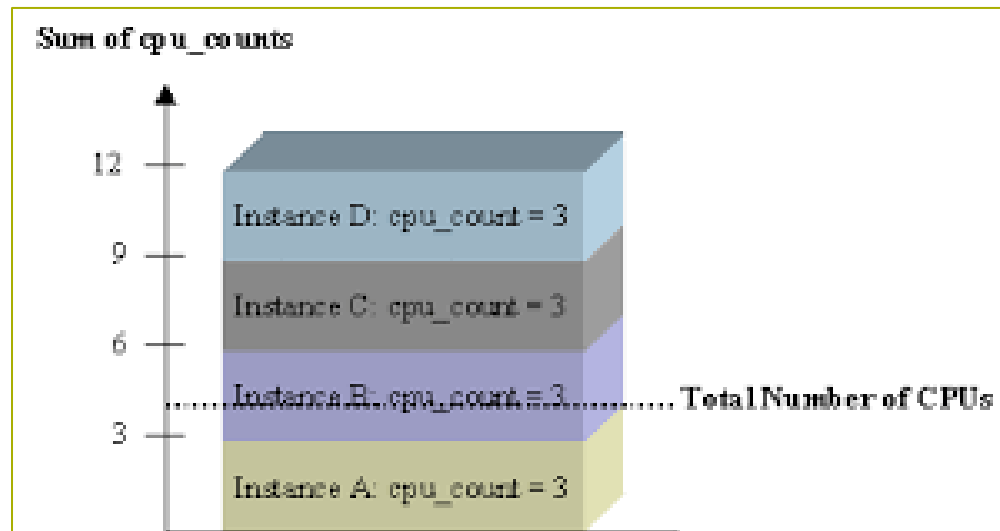 Sum of cpu_counts
12
Instance D: cpu_count = 3
9
Instance C: cpu_count = 3
6
Instance B: cpu_count = 3
Total Number of CPUs
3
Instance A: cpu_count = 3